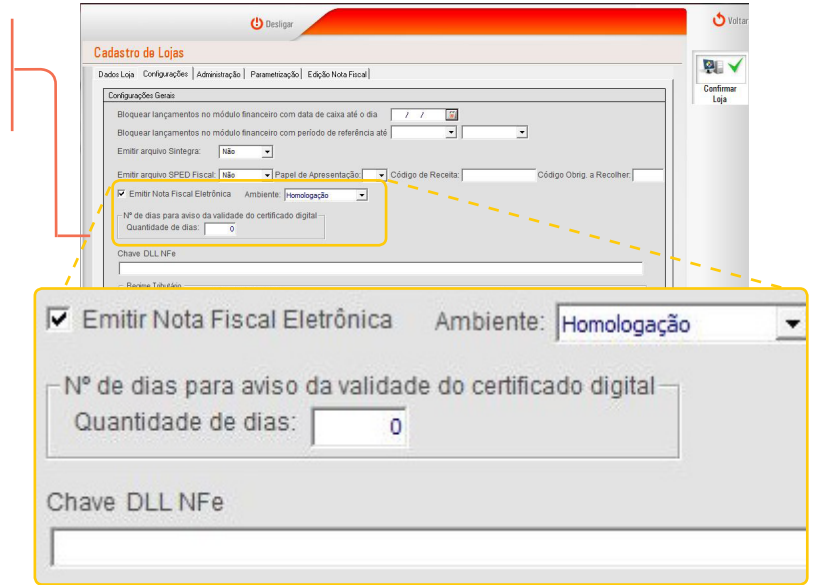 Desligar
Voltar
Cadastro de Lojas
Dados Loja Configurações Administração Parametrização Edição Nota Fiscal
Confirmar
Loja
Configurações Gerais
Bloquear lançamentos no módulo financeiro com data de caixa até o dia / /
Bloquear lançamentos no módulo financeiro com período de referência até
Emitir arquivo Sintegra: Não
Emitir arquivo SPED Fiscal: Não Papel de Apresentação: Código de Receita: Código Obrig. a Recolher:
Emitir Nota Fiscal Eletrônica Ambiente: Homologação
Nº de dias para aviso da validade do certificado digital
Quantidade de dias: 0
Chave DLL NFe
Regime Tributário
Emitir Nota Fiscal Eletrônica Ambiente: Homologação
Nº de dias para aviso da validade do certificado digital
Quantidade de dias: 0
Chave DLL NFe